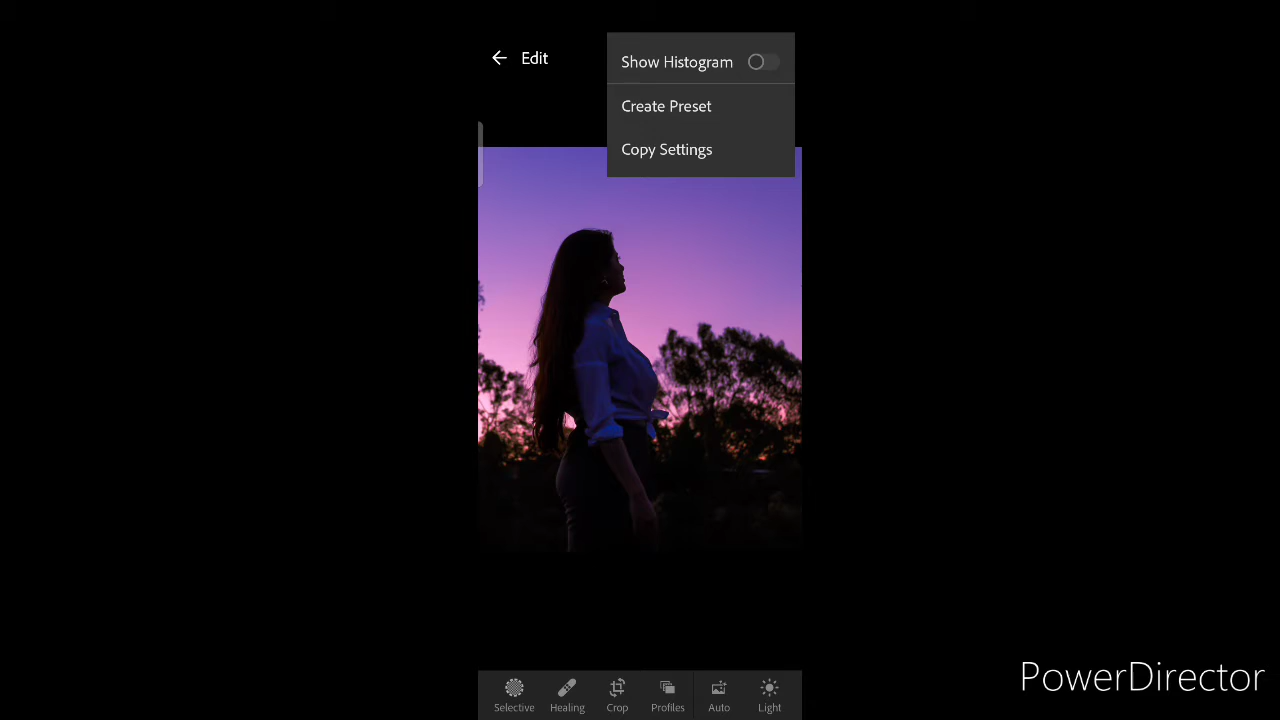 Edit
Show Histogram
Create Preset
Copy Settings
Selective
Healing
Crop
Profiles
Auto
Light
PowerDirector